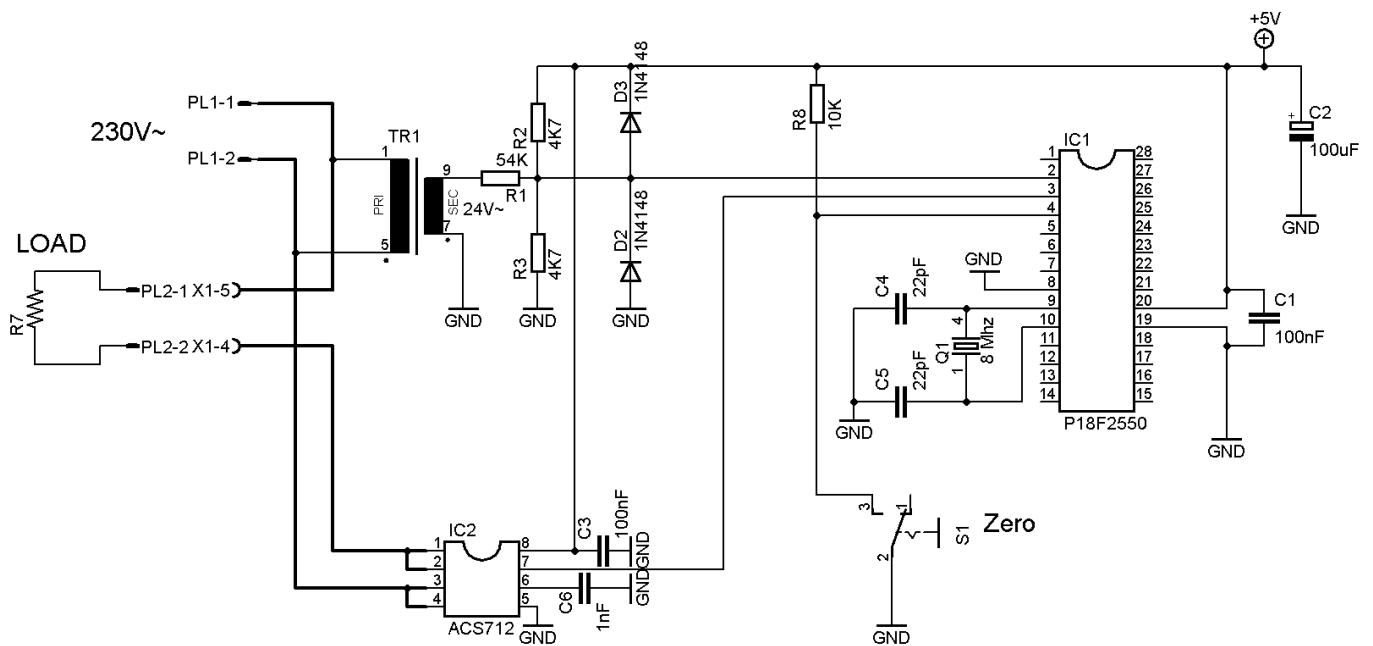 +5V
PL1-1
230V~
PL1-2
TR1
1
5
PRI
SEC
9
7
24V~
54K
R1
R2
4K7
R3
4K7
D3
1N4148
D2
1N4148
R8
10K
GND
GND
GND
LOAD
R7
PL2-1 X1-5
PL2-2 X1-4
IC1
1
2
3
4
5
6
7
8
9
10
11
12
13
14
28
27
26
25
24
23
22
21
20
19
18
17
16
15
P18F2550
C2
+
100uF
GND
C1
100nF
GND
GND
C4
22pF
C5
22pF
Q1
8 Mhz
4
1
GND
IC2
1
2
3
4
8
7
6
5
ACS712
C3
100nF
GND
C6
1nF
GND
GND
3
1
2
S1
Zero
GND